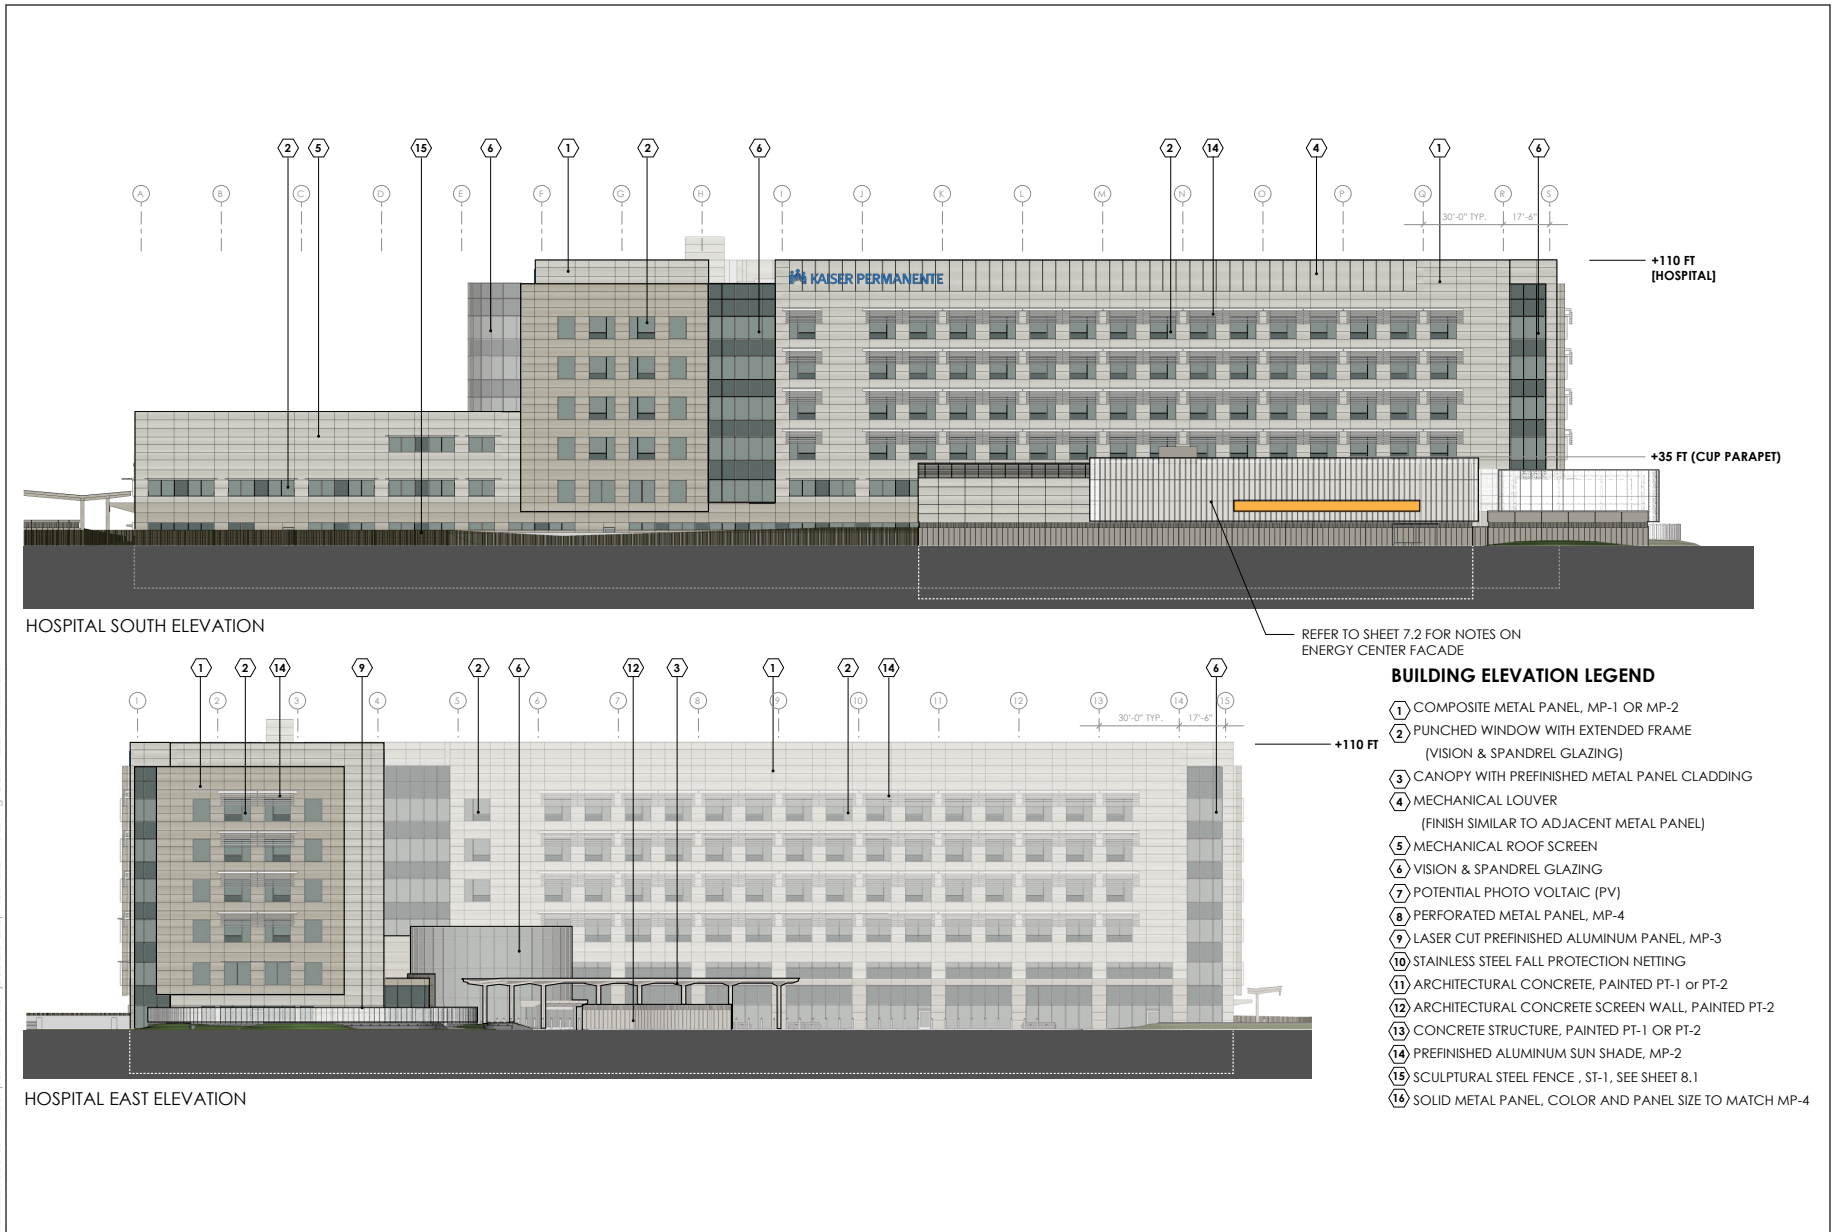 2 5 15 6 1 2 6 2 14 4 1 6
A B C D E F G H I J K L M N O P Q R S
30'-0" TYP. 17'-6"
+110 FT
[HOSPITAL]
KAISER PERMANENTE
+35 FT (CUP PARAPET)
HOSPITAL SOUTH ELEVATION
REFER TO SHEET 7.2 FOR NOTES ON
ENERGY CENTER FACADE
1 2 14 9 2 6 12 3 1 2 14 6
1 2 3 4 5 6 7 8 9 10 11 12 13 14 15
30'-0" TYP. 17'-6"
+110 FT
HOSPITAL EAST ELEVATION
BUILDING ELEVATION LEGEND
1 COMPOSITE METAL PANEL, MP-1 OR MP-2
2 PUNCHED WINDOW WITH EXTENDED FRAME
(VISION & SPANDREL GLAZING)
3 CANOPY WITH PREFINISHED METAL PANEL CLADDING
4 MECHANICAL LOUVER
(FINISH SIMILAR TO ADJACENT METAL PANEL)
5 MECHANICAL ROOF SCREEN
6 VISION & SPANDREL GLAZING
7 POTENTIAL PHOTO VOLTAIC (PV)
8 PERFORATED METAL PANEL, MP-4
9 LASER CUT PREFINISHED ALUMINUM PANEL, MP-3
10 STAINLESS STEEL FALL PROTECTION NETTING
11 ARCHITECTURAL CONCRETE, PAINTED PT-1 or PT-2
12 ARCHITECTURAL CONCRETE SCREEN WALL, PAINTED PT-2
13 CONCRETE STRUCTURE, PAINTED PT-1 OR PT-2
14 PREFINISHED ALUMINUM SUN SHADE, MP-2
15 SCULPTURAL STEEL FENCE , ST-1, SEE SHEET 8.1
16 SOLID METAL PANEL, COLOR AND PANEL SIZE TO MATCH MP-4